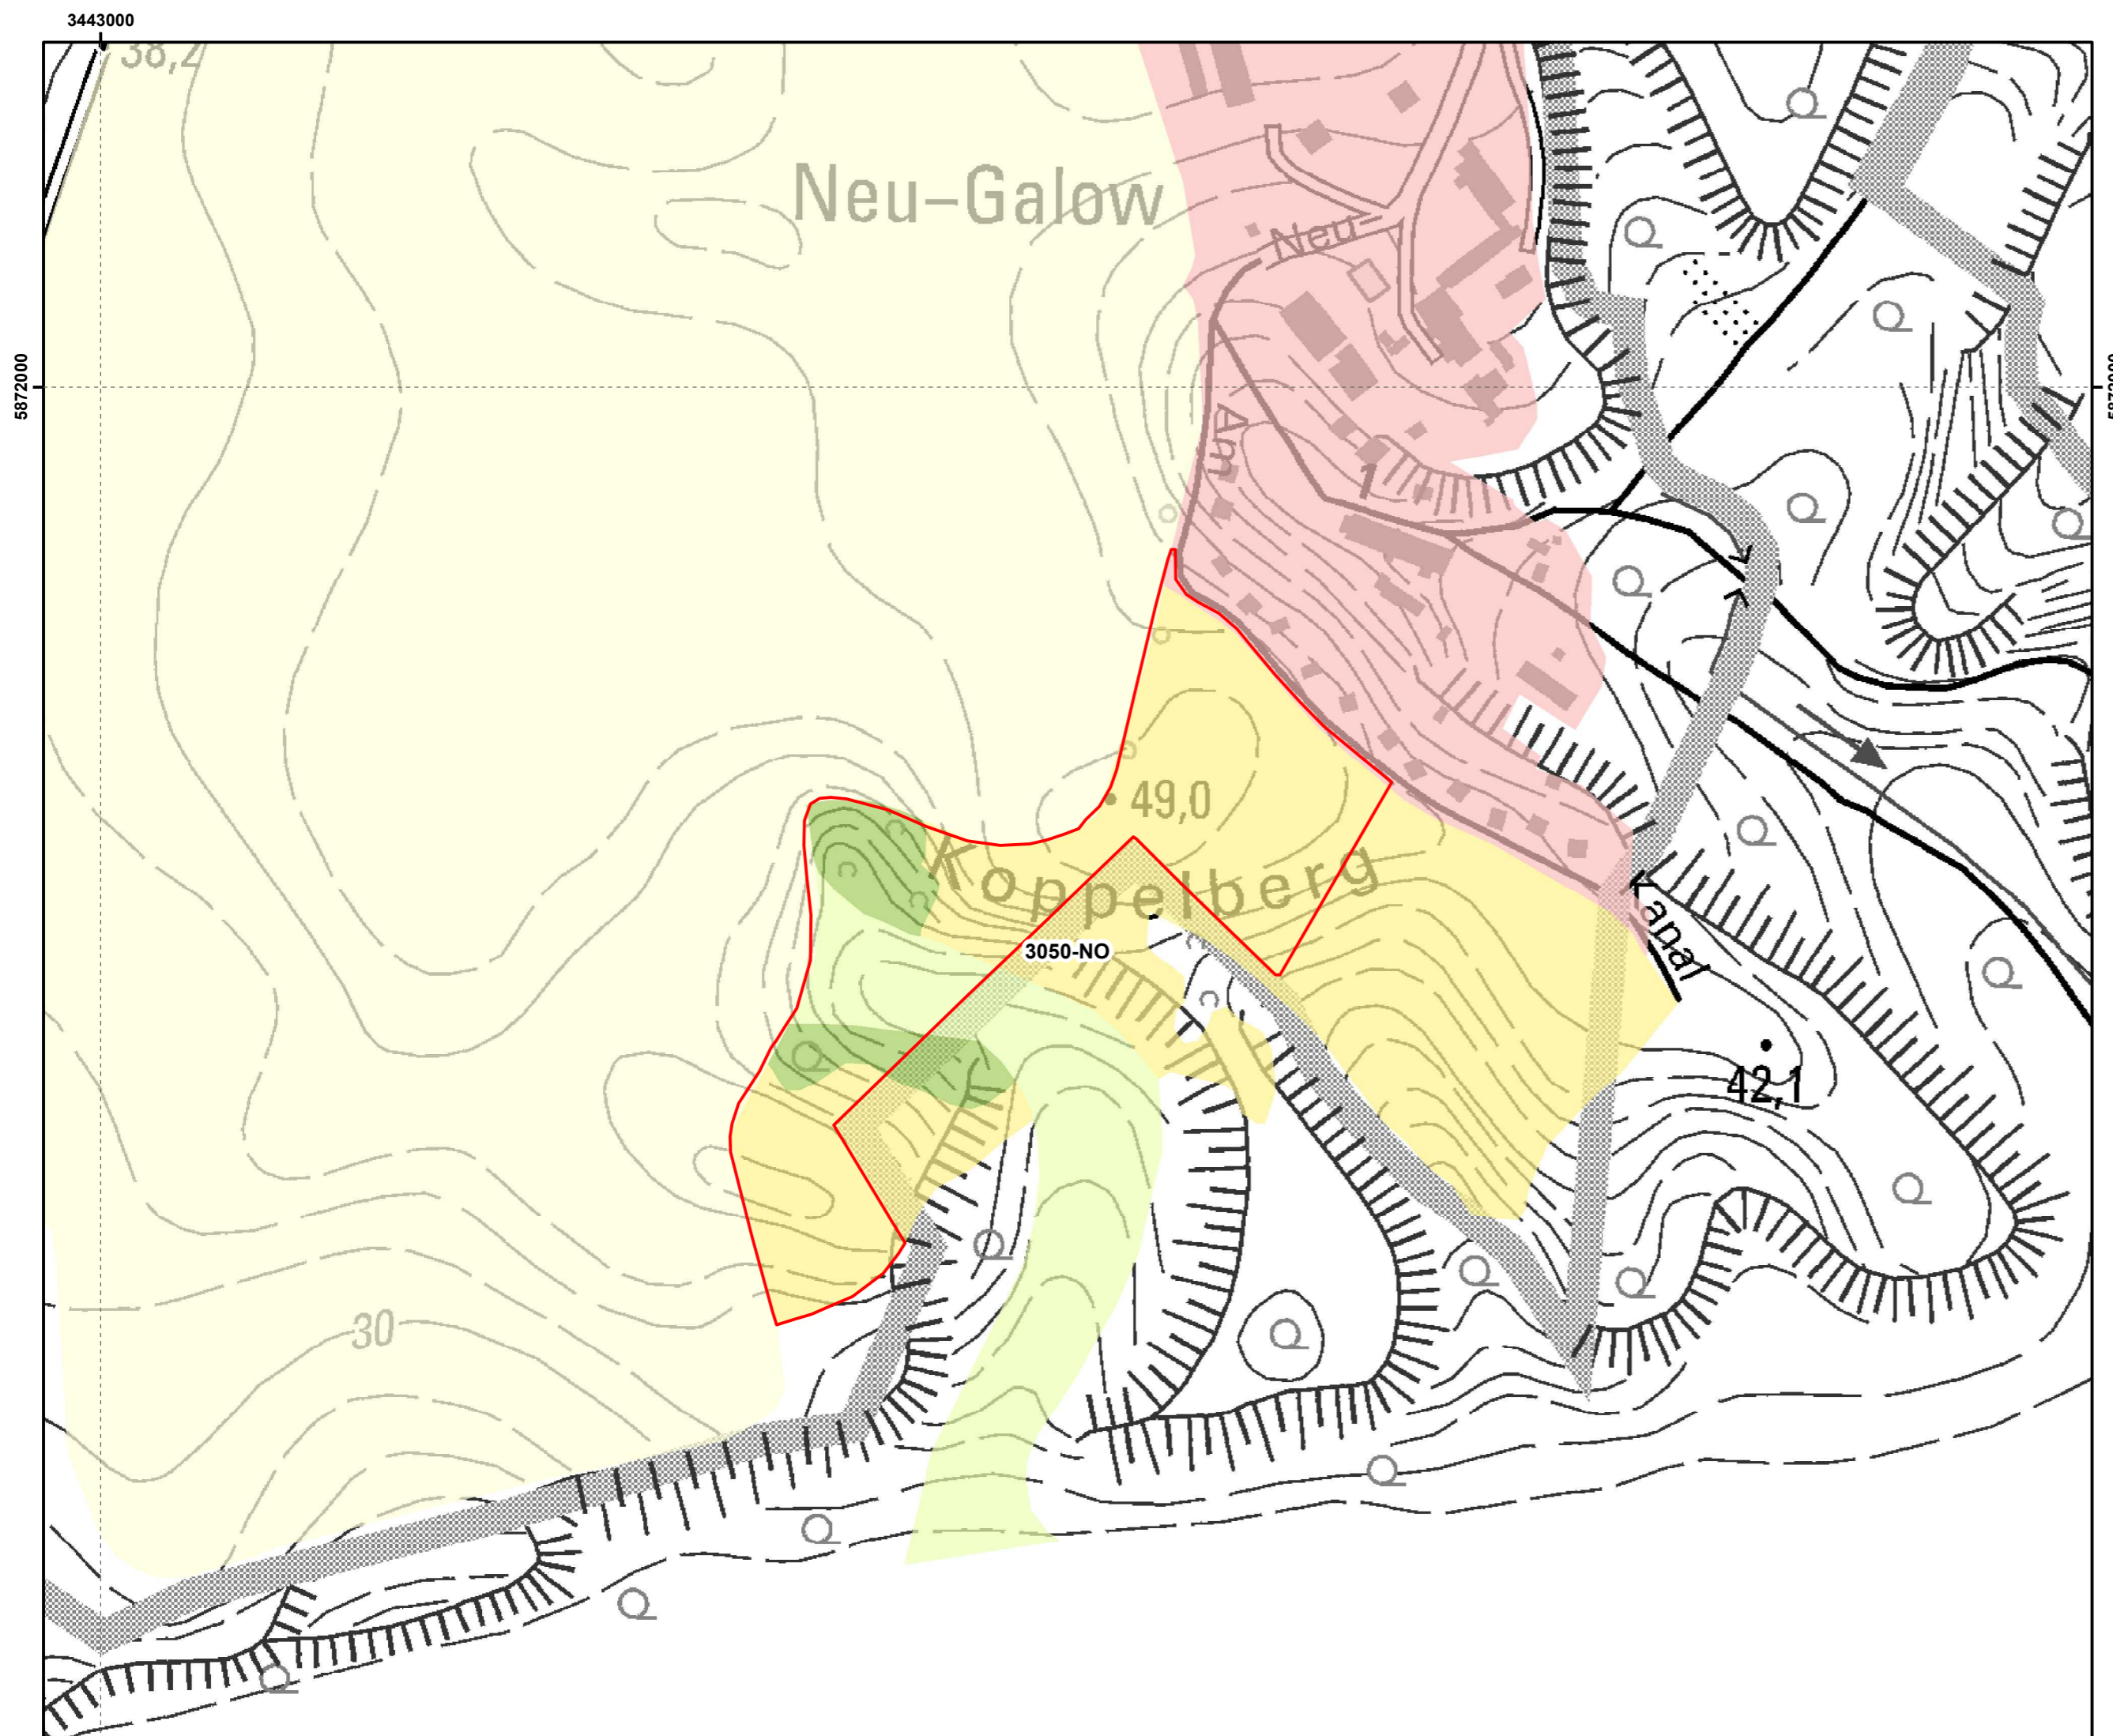 3443000
38,2
Neu-Galow
Neu
5872000
Am
1
49,0
Koppelberg
3050-NO
Kanal
42,1
30